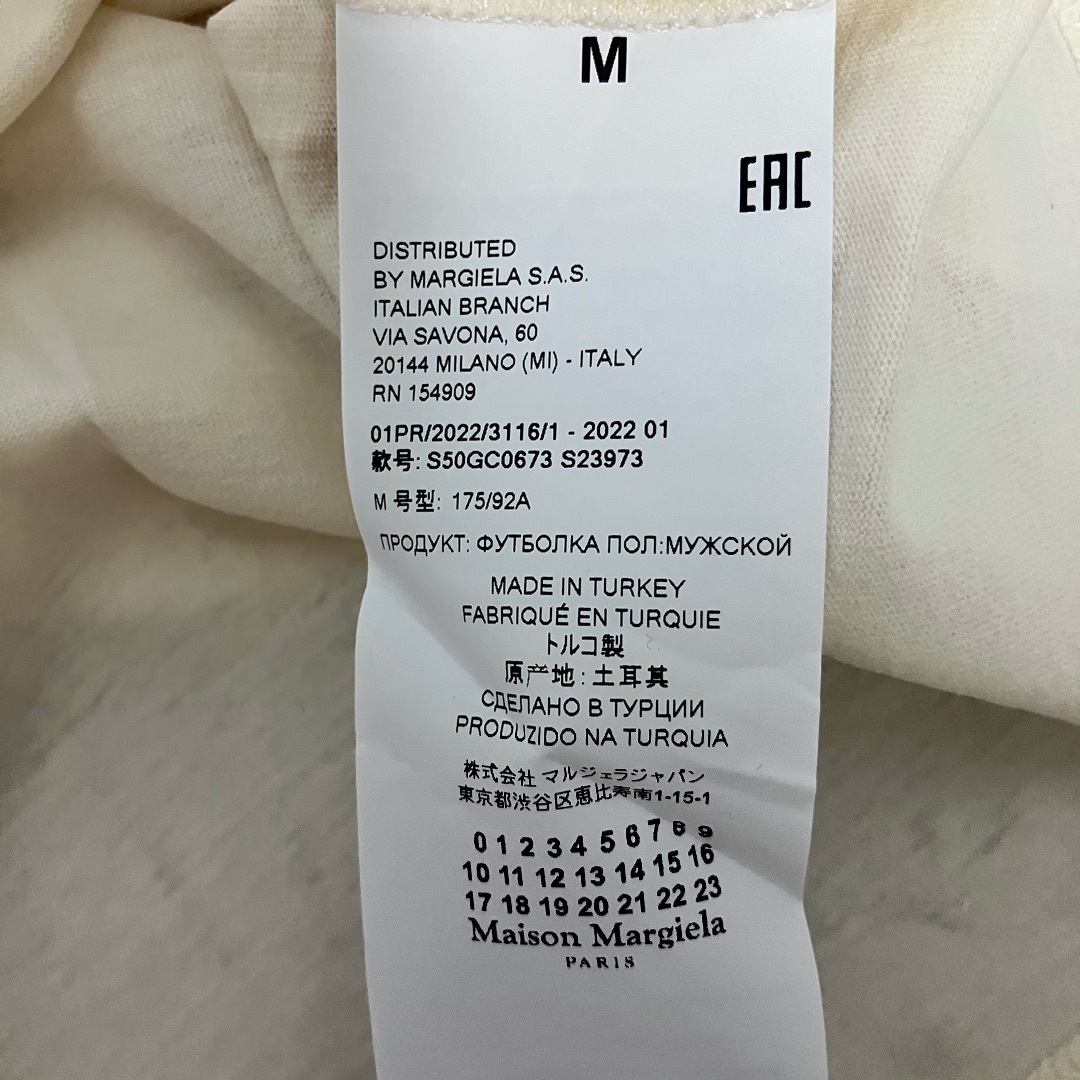 M
EAC
DISTRIBUTED
BY MARGIELA S.A.S.
ITALIAN BRANCH
VIA SAVONA, 60
20144 MILANO (MI) - ITALY
RN 154909
01PR/2022/3116/1 - 2022 01
款号: S50GC0673 S23973
M 号型: 175/92A
ПРОДУКТ: ФУТБОЛКА ПОЛ:МУЖСКОЙ
MADE IN TURKEY
FABRIQUÉ EN TURQUIE
トルコ製
原产地: 土耳其
СДЕЛАНО В ТУРЦИИ
PRODUZIDO NA TURQUIA
株式会社 マルジェラジャパン
東京都渋谷区恵比寿南1-15-1
0 1 2 3 4 5 6 7 8 9
10 11 12 13 14 15 16
17 18 19 20 21 22 23
Maison Margiela
PARIS